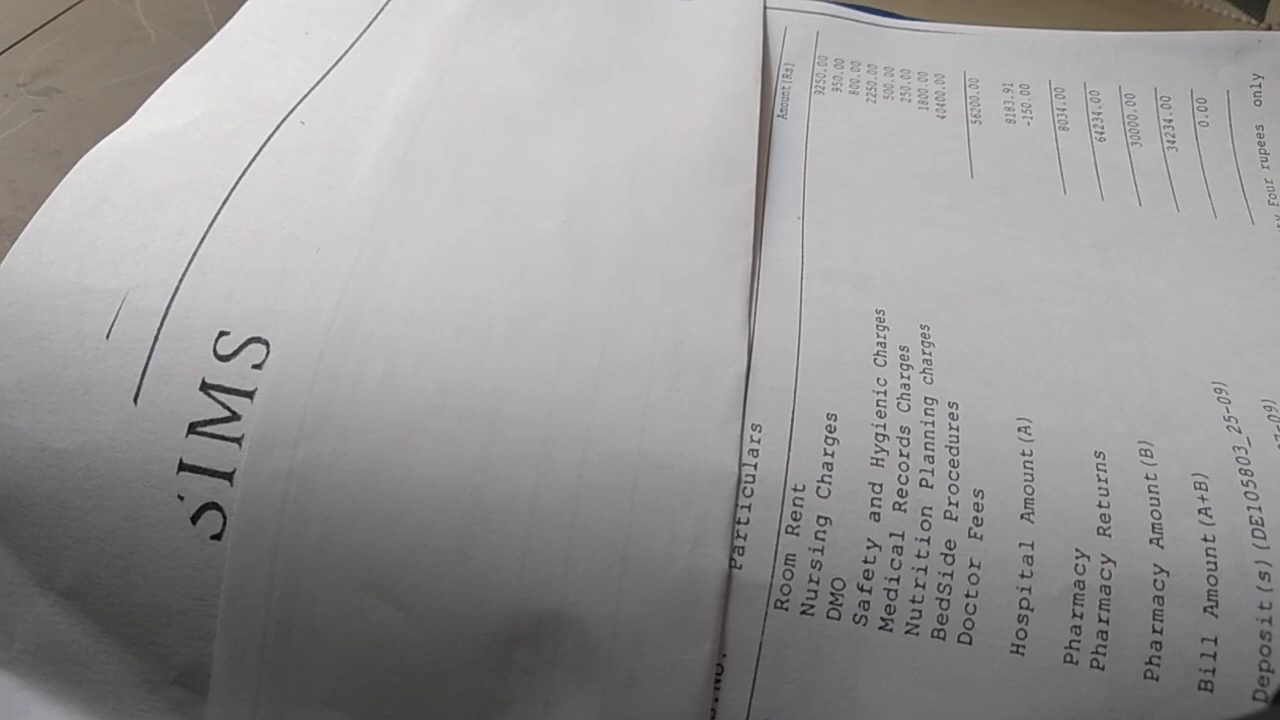 SIMS
Particulars Amount(Rs)
Room Rent 9250.00
Nursing Charges 950.00
DMO 800.00
Safety and Hygienic Charges 2250.00
Medical Records Charges 500.00
Nutrition Planning charges 250.00
BedSide Procedures 1800.00
Doctor Fees 40400.00
Hospital Amount(A) 56200.00
Pharmacy 8183.91
Pharmacy Returns -150.00
Pharmacy Amount(B) 8034.00
Bill Amount(A+B) 64234.00
Deposit(s)(DE105803_25-09) 30000.00
-09) 34234.00
0.00
Four rupees only